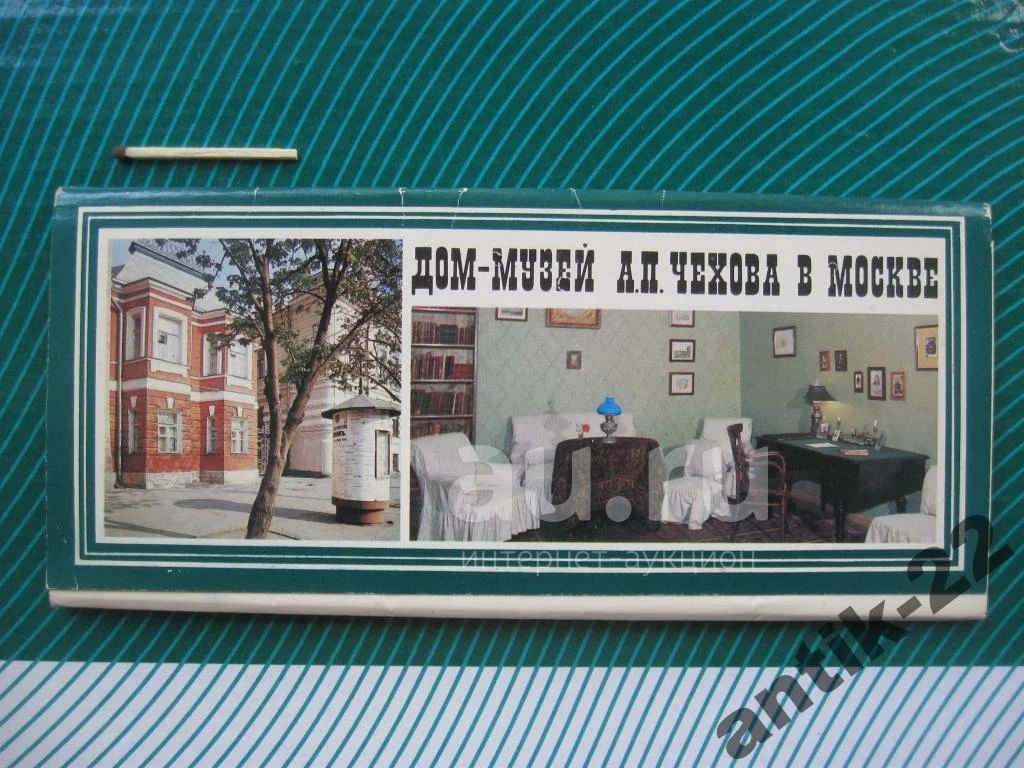 ДОМ-МУЗЕЙ А.П. ЧЕХОВА В МОСКВЕ
au.ru
интернет аукцион
antik-22